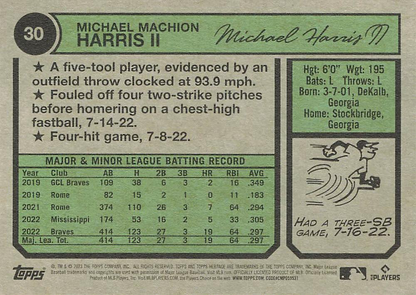 30
MICHAEL MACHION
HARRIS II
Michael Harris II
★ A five-tool player, evidenced by an
outfield throw clocked at 93.9 mph.
★ Fouled off four two-strike pitches
before homering on a chest-high
fastball, 7-14-22.
★ Four-hit game, 7-8-22.
Hgt: 6'0" Wgt: 195
Bats: L Throws: L
Born: 3-7-01, DeKalb,
Georgia
Home: Stockbridge,
Georgia
MAJOR & MINOR LEAGUE BATTING RECORD
Year Club AB H 2B 3B HR RBI AVG
2019 GCL Braves 109 38 6 3 2 16 .349
2019 Rome 82 15 2 1 0 11 .183
2021 Rome 374 110 26 3 7 64 .294
2022 Mississippi 174 53 16 2 5 33 .305
2022 Braves 414 123 27 3 19 64 .297
Maj. Lea. Tot. 414 123 27 3 19 64 .297
HAD A THREE-SB
GAME, 7-16-22.
Topps
MLB PLAYERS